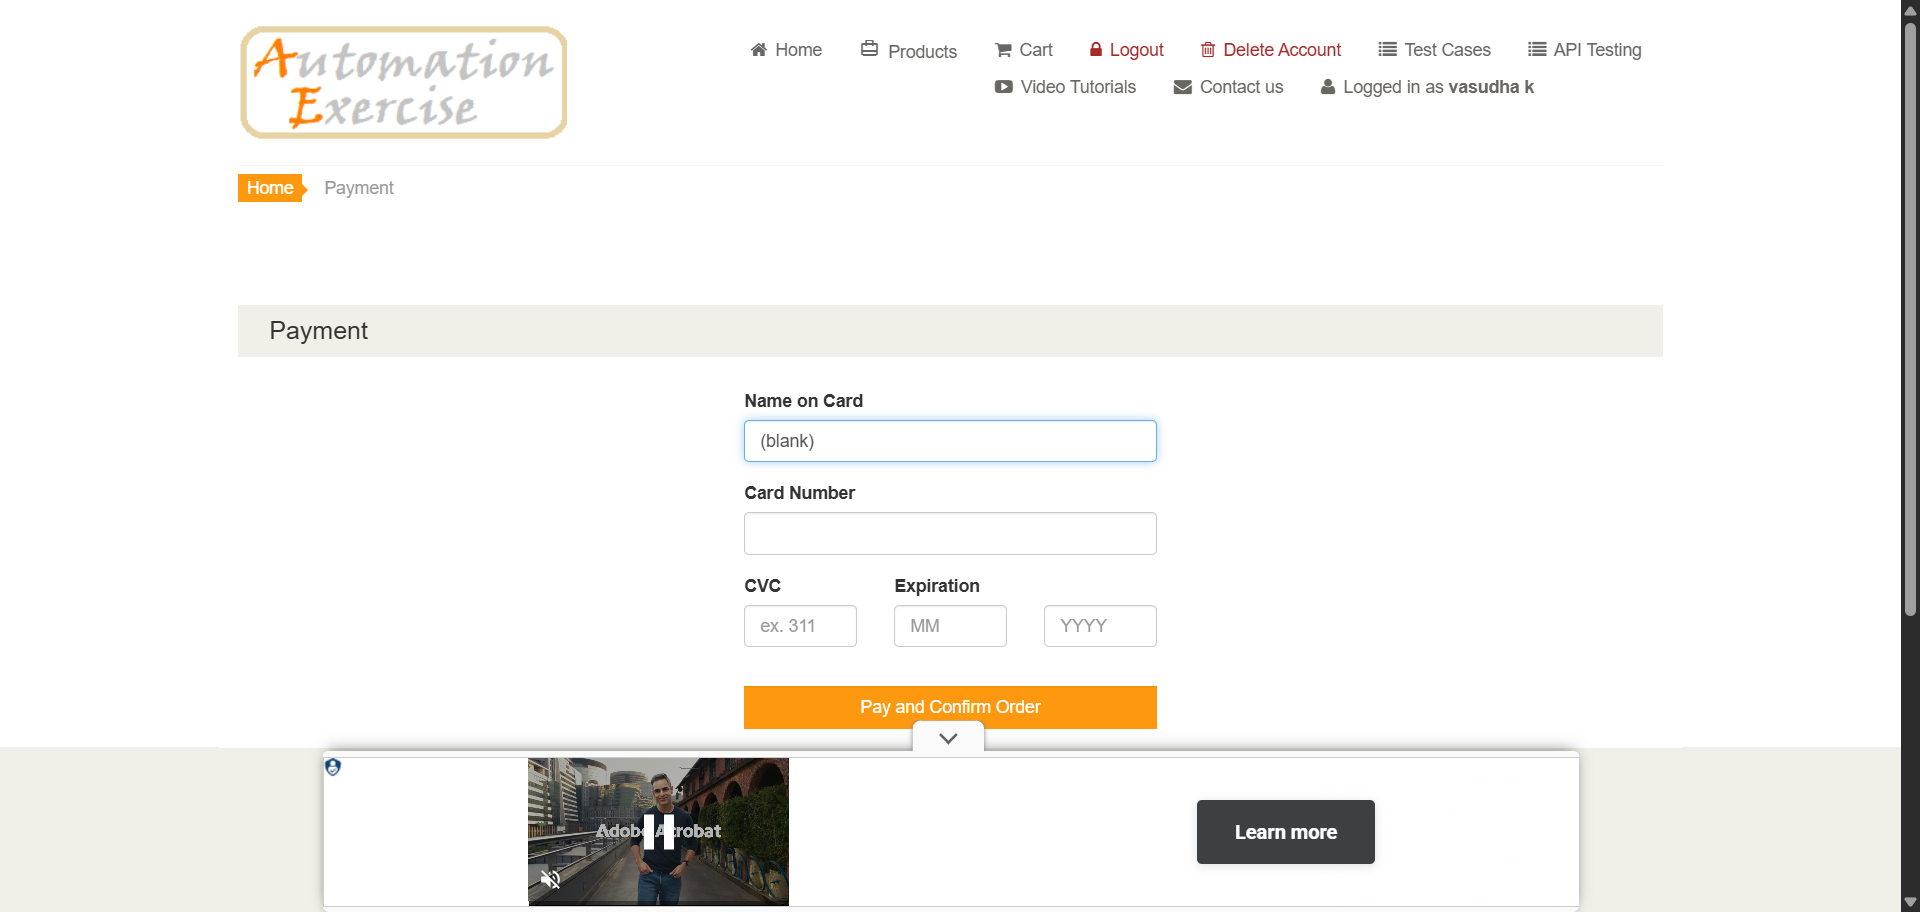 Automation
Exercise
Home Products Cart Logout Delete Account Test Cases API Testing
Video Tutorials Contact us Logged in as vasudha k
Home Payment
Payment
Name on Card
(blank)
Card Number
CVC Expiration
ex. 311 MM YYYY
Pay and Confirm Order
Adobe Acrobat
Learn more